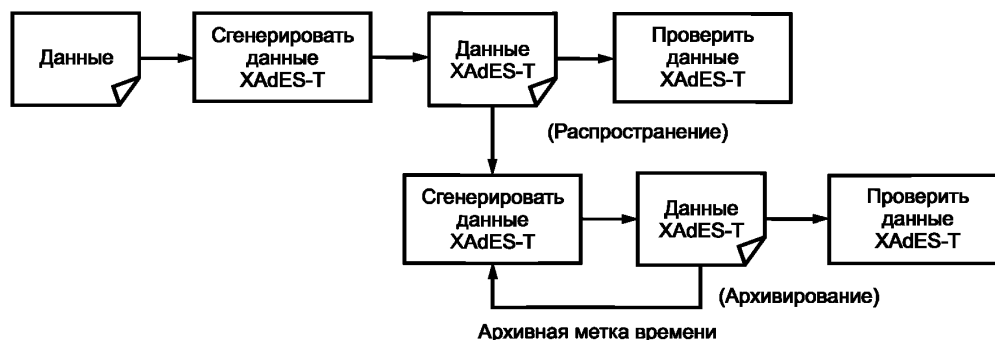 Данные
Сгенерировать
данные
XAdES-T
Данные
XAdES-T
Проверить
данные
XAdES-T
(Распространение)
Сгенерировать
данные
XAdES-T
Данные
XAdES-T
Проверить
данные
XAdES-T
(Архивирование)
Архивная метка времени